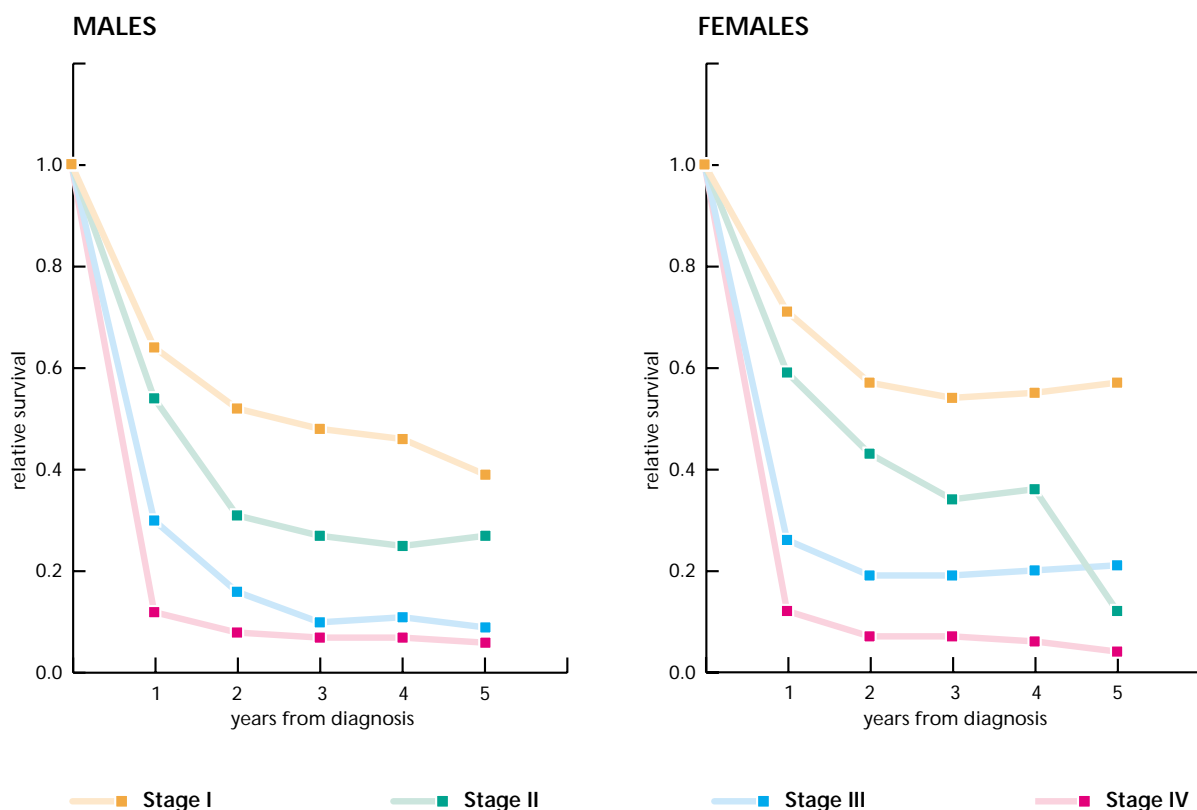 MALES
1.0
0.8
0.6
0.4
0.2
0.0
relative survival
1 2 3 4 5
years from diagnosis
FEMALES
1.0
0.8
0.6
0.4
0.2
0.0
relative survival
1 2 3 4 5
years from diagnosis
Stage I Stage II Stage III Stage IV